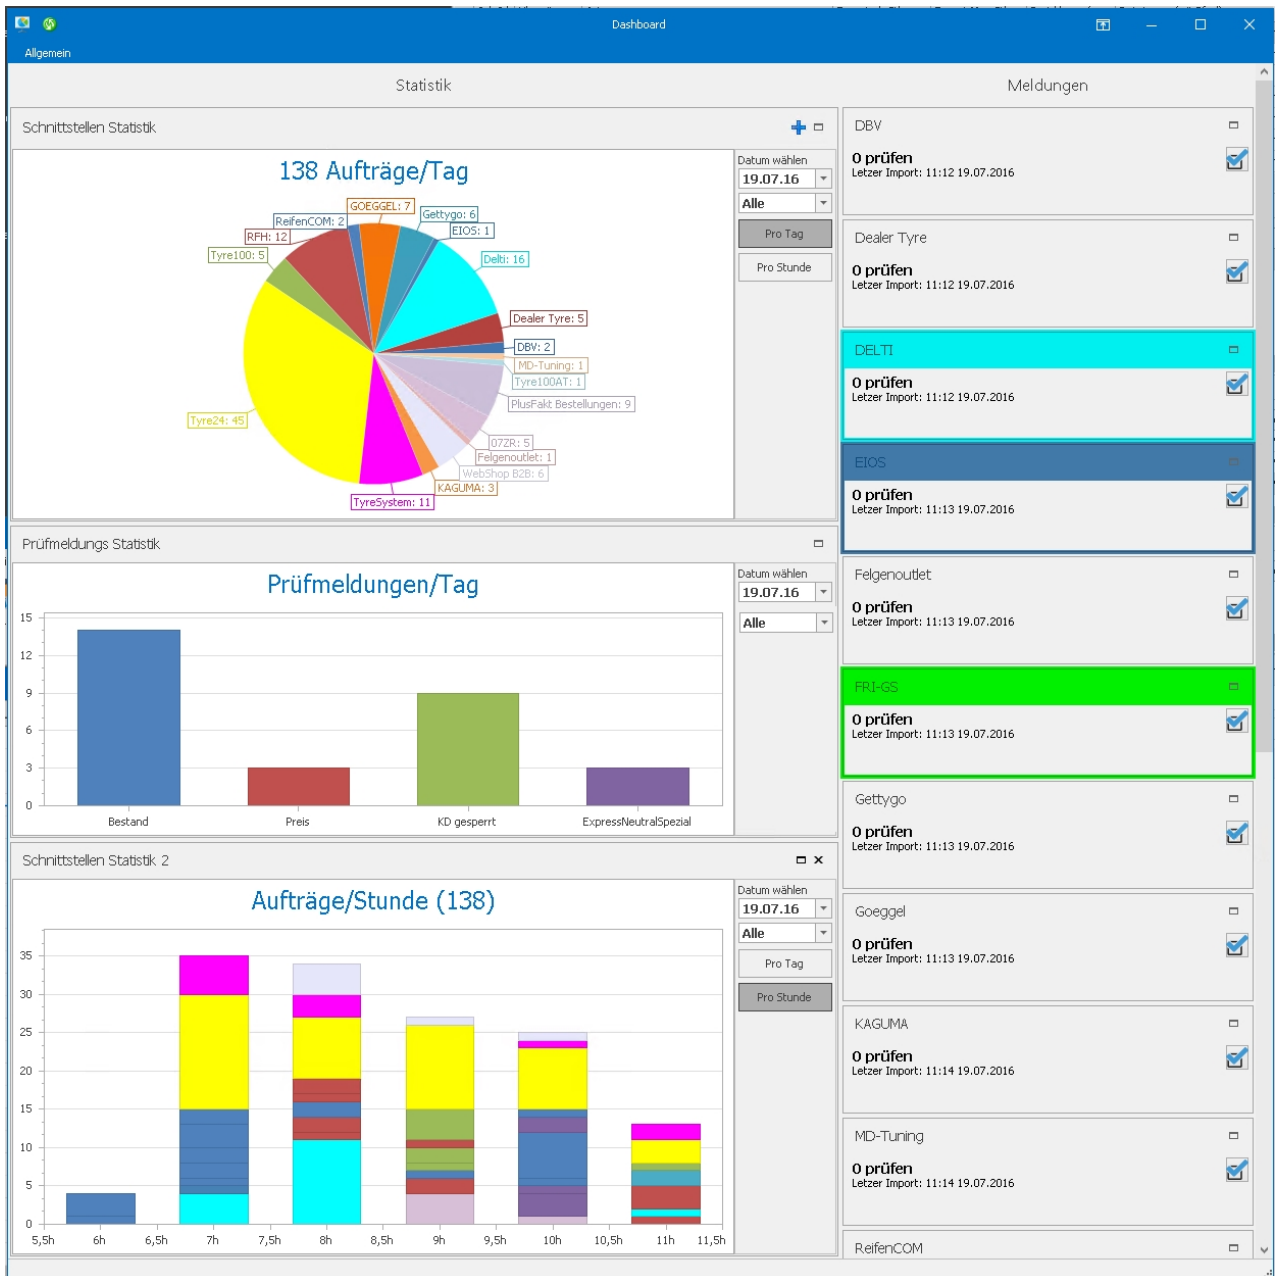 Dashboard
Allgemein
Statistik
Schnittstellen Statistik
138 Aufträge/Tag
GOEGGEL: 7
Gettygo: 6
ReifenCOM: 2
EIOS: 1
RFH: 12
Tyre100: 5
Delti: 16
Dealer Tyre: 5
DBV: 2
MD-Tuning: 1
Tyre100AT: 1
PlusFakt Bestellungen: 9
Tyre24: 45
07ZR: 5
Felgenoutlet: 1
WebShop B2B: 6
KAGUMA: 3
TyreSystem: 11
Datum wählen
19.07.16
Alle
Pro Tag
Pro Stunde
Prüfmeldungs Statistik
Prüfmeldungen/Tag
15
12
9
6
3
0
Bestand
Preis
KD gesperrt
ExpressNeutralSpezial
Datum wählen
19.07.16
Alle
Schnittstellen Statistik 2
Aufträge/Stunde (138)
35
30
25
20
15
10
5
0
5,5h
6h
6,5h
7h
7,5h
8h
8,5h
9h
9,5h
10h
10,5h
11h
11,5h
Datum wählen
19.07.16
Alle
Pro Tag
Pro Stunde
Meldungen
DBV
0 prüfen
Letzer Import: 11:12 19.07.2016
Dealer Tyre
0 prüfen
Letzer Import: 11:12 19.07.2016
DELTI
0 prüfen
Letzer Import: 11:12 19.07.2016
EIOS
0 prüfen
Letzer Import: 11:13 19.07.2016
Felgenoutlet
0 prüfen
Letzer Import: 11:13 19.07.2016
FRI-GS
0 prüfen
Letzer Import: 11:13 19.07.2016
Gettygo
0 prüfen
Letzer Import: 11:13 19.07.2016
Goeggel
0 prüfen
Letzer Import: 11:13 19.07.2016
KAGUMA
0 prüfen
Letzer Import: 11:14 19.07.2016
MD-Tuning
0 prüfen
Letzer Import: 11:14 19.07.2016
ReifenCOM